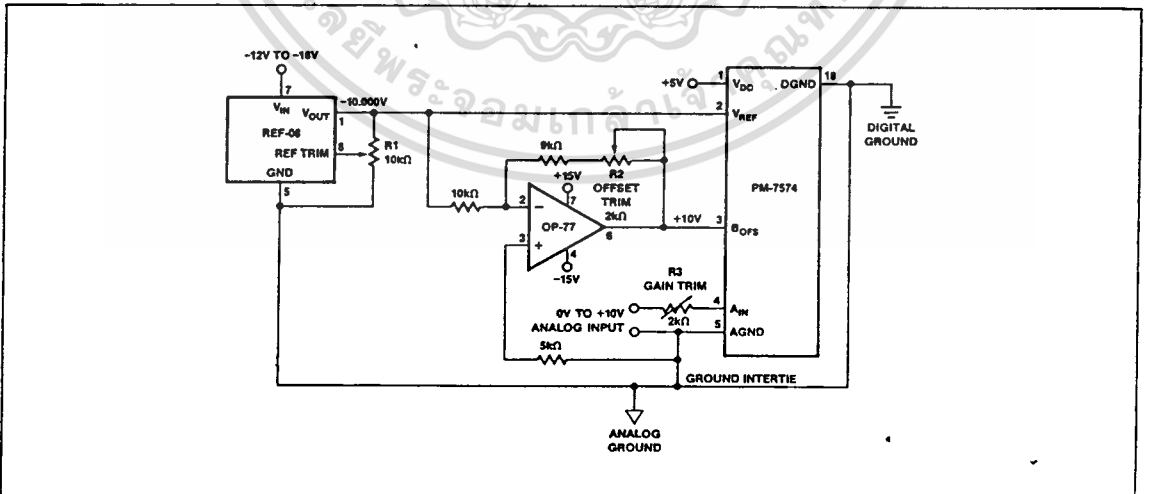 -12V TO -18V
7
VIN VOUT
-10.000V
1
REF-08
REF TRIM
6
R1
10kΩ
GND
5
10kΩ
9kΩ
R2
OFFSET
TRIM
2kΩ
+15V
7
2
-
OP-77
3
+
6
4
-15V
+10V
5kΩ
R3
GAIN TRIM
2kΩ
0V TO +10V
ANALOG INPUT
+5V
1
VDD
DGND
18
2
VREF
PM-7574
3
BOFS
4
AIN
5
AGND
DIGITAL
GROUND
GROUND INTERTIE
ANALOG
GROUND